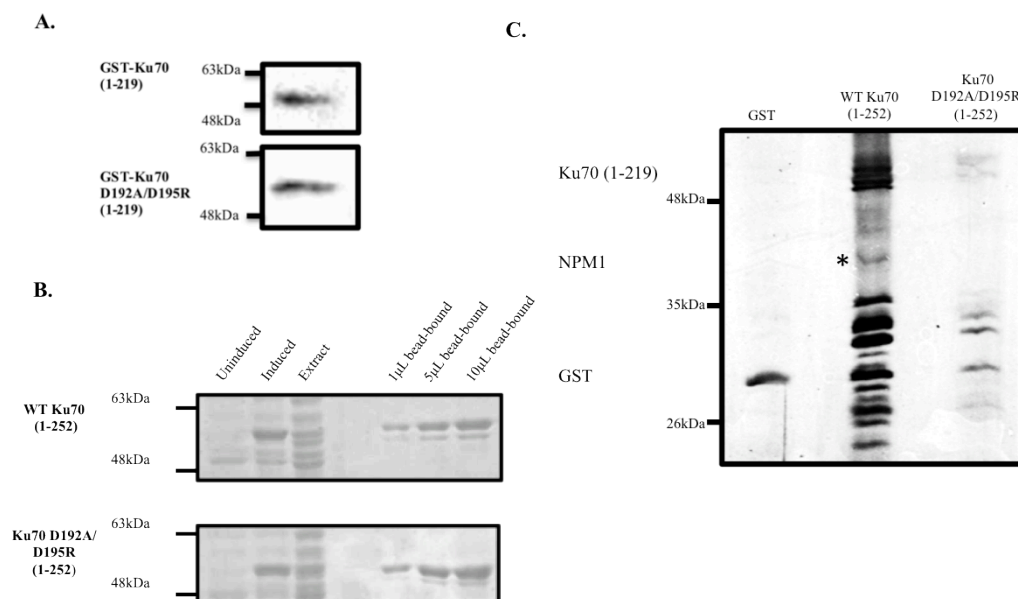 A.
GST-Ku70
(1-219)
63kDa
48kDa
GST-Ku70
D192A/D195R
(1-219)
63kDa
48kDa
B.
Uninduced
Induced
Extract
1µL bead-bound
5µL bead-bound
10µL bead-bound
WT Ku70
(1-252)
63kDa
48kDa
Ku70 D192A/
D195R
(1-252)
63kDa
48kDa
C.
GST
WT Ku70
(1-252)
Ku70
D192A/D195R
(1-252)
Ku70 (1-219)
48kDa
NPM1
*
35kDa
GST
26kDa